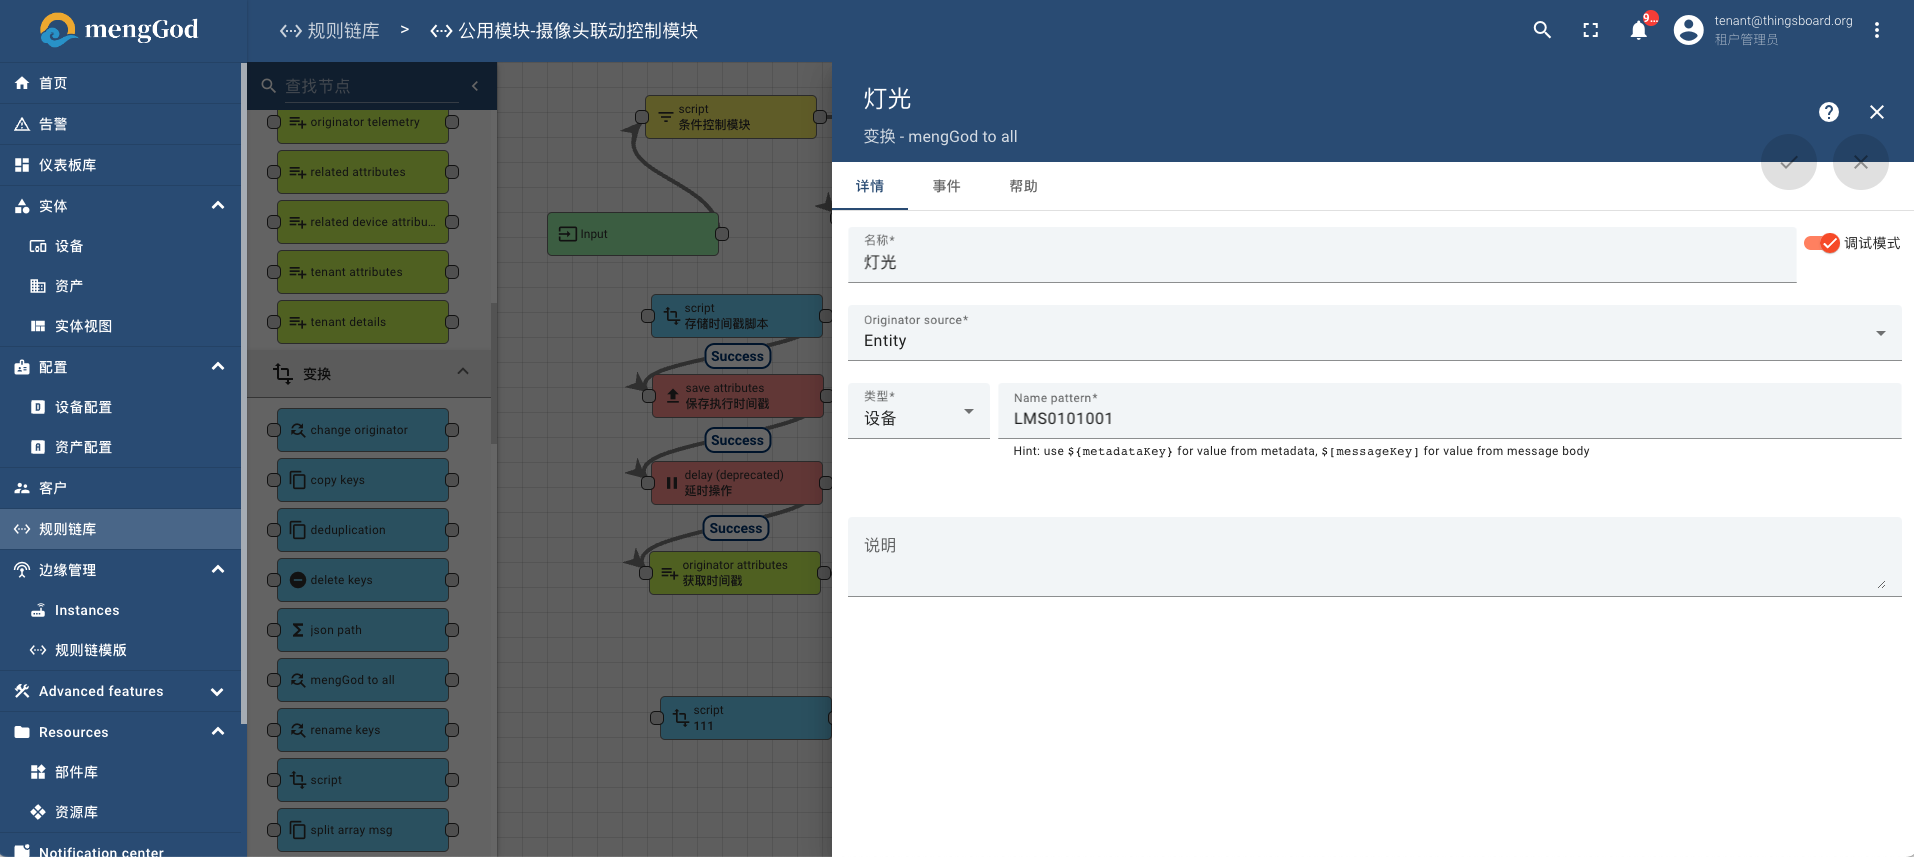 mengGod
规则链库 > 公用模块-摄像头联动控制模块
9...
tenant@thingsboard.org
租户管理员
首页
告警
仪表板库
实体
设备
资产
实体视图
配置
设备配置
资产配置
客户
规则链库
边缘管理
Instances
规则链模版
Advanced features
Resources
部件库
资源库
Notification center
查找节点
originator telemetry
related attributes
related device attribu...
tenant attributes
tenant details
变换
change originator
copy keys
deduplication
delete keys
json path
mengGod to all
rename keys
script
split array msg
script
条件控制模块
Input
script
存储时间戳脚本
Success
save attributes
保存执行时间戳
Success
delay (deprecated)
延时操作
Success
originator attributes
获取时间戳
script
111
灯光
变换 - mengGod to all
详情 事件 帮助
名称*
灯光
调试模式
Originator source*
Entity
类型*
设备
Name pattern*
LMS0101001
Hint: use ${metadataKey} for value from metadata, $[messageKey] for value from message body
说明